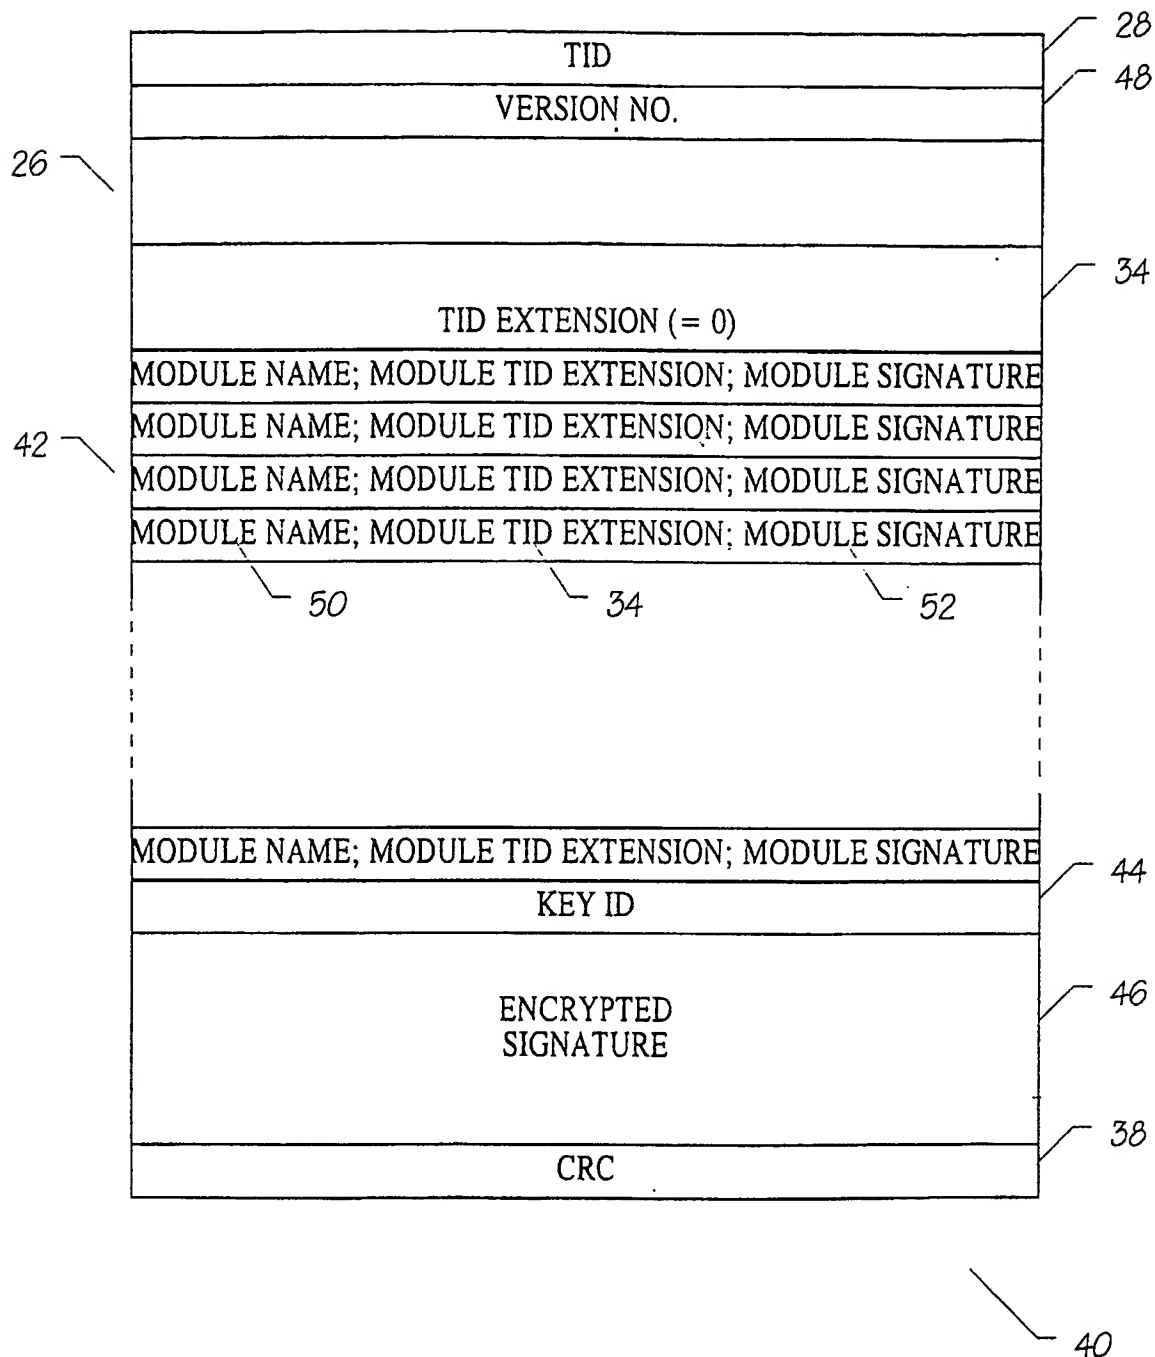 28
TID
48
VERSION NO.
26
34
TID EXTENSION (= 0)
MODULE NAME; MODULE TID EXTENSION; MODULE SIGNATURE
MODULE NAME; MODULE TID EXTENSION; MODULE SIGNATURE
42
MODULE NAME; MODULE TID EXTENSION; MODULE SIGNATURE
MODULE NAME; MODULE TID EXTENSION; MODULE SIGNATURE
50 34 52
MODULE NAME; MODULE TID EXTENSION; MODULE SIGNATURE
44
KEY ID
46
ENCRYPTED
SIGNATURE
38
CRC
40